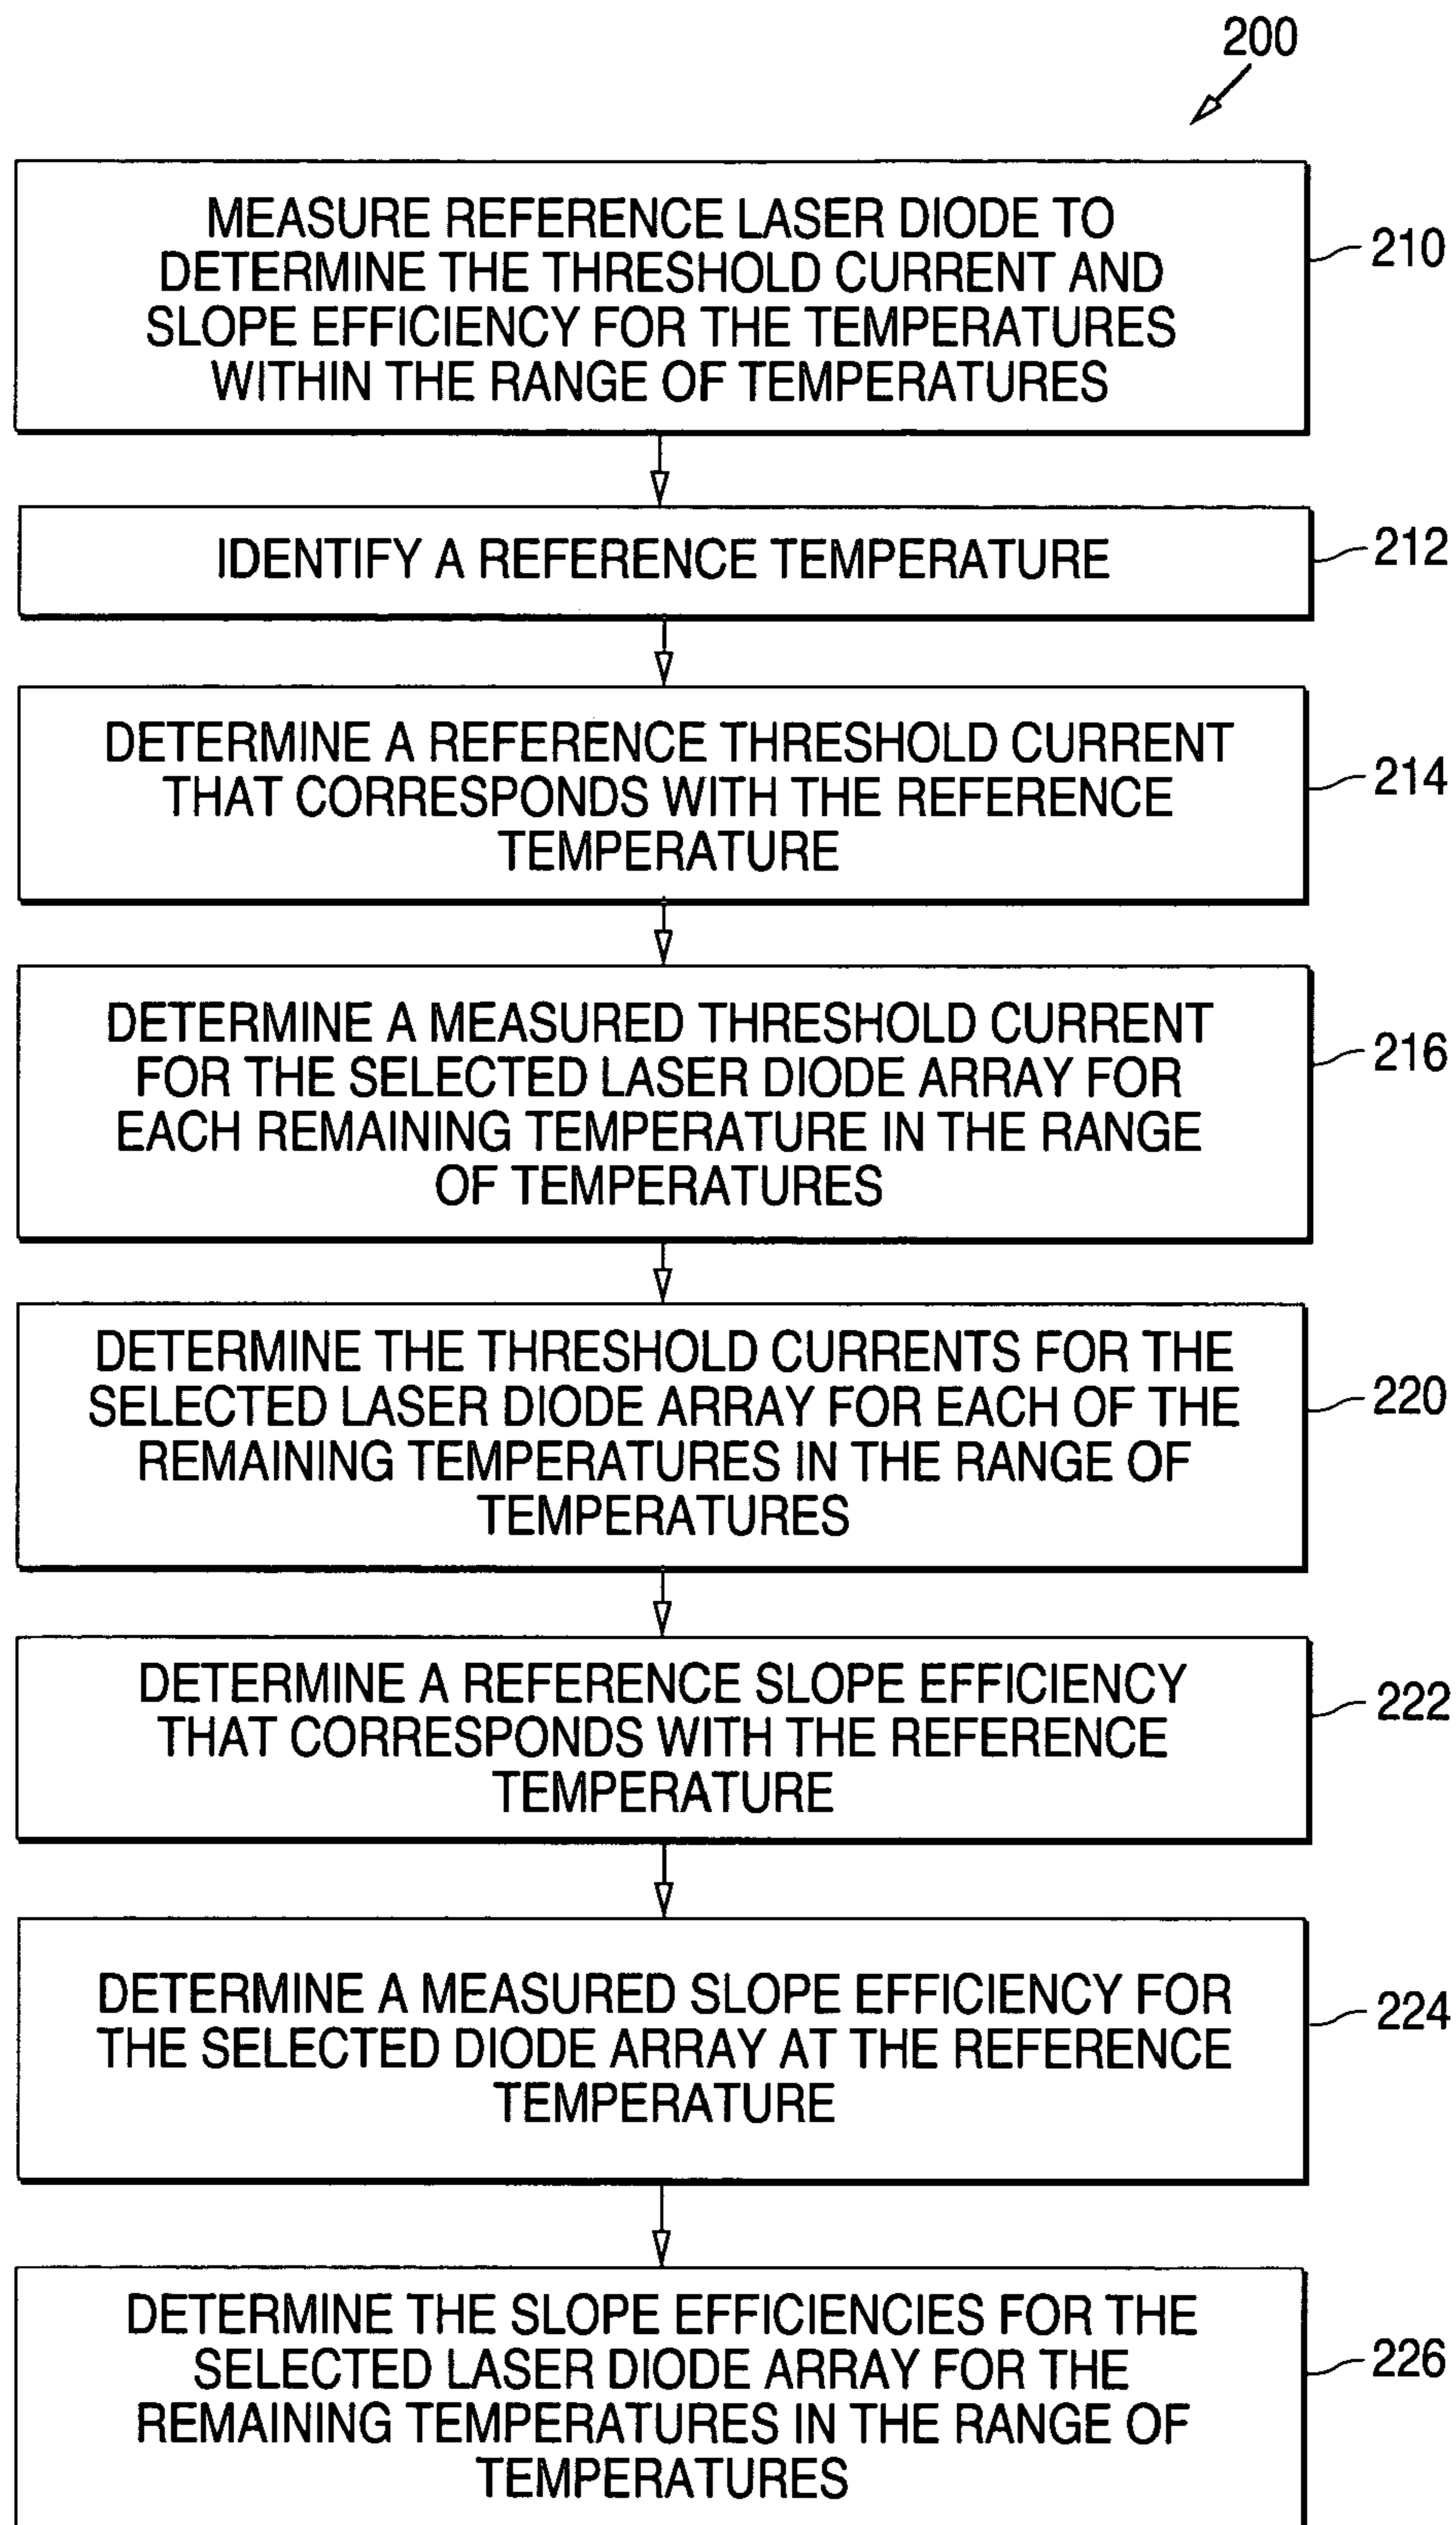 200
MEASURE REFERENCE LASER DIODE TO
DETERMINE THE THRESHOLD CURRENT AND
SLOPE EFFICIENCY FOR THE TEMPERATURES
WITHIN THE RANGE OF TEMPERATURES
210
IDENTIFY A REFERENCE TEMPERATURE
212
DETERMINE A REFERENCE THRESHOLD CURRENT
THAT CORRESPONDS WITH THE REFERENCE
TEMPERATURE
214
DETERMINE A MEASURED THRESHOLD CURRENT
FOR THE SELECTED LASER DIODE ARRAY FOR
EACH REMAINING TEMPERATURE IN THE RANGE
OF TEMPERATURES
216
DETERMINE THE THRESHOLD CURRENTS FOR THE
SELECTED LASER DIODE ARRAY FOR EACH OF THE
REMAINING TEMPERATURES IN THE RANGE OF
TEMPERATURES
220
DETERMINE A REFERENCE SLOPE EFFICIENCY
THAT CORRESPONDS WITH THE REFERENCE
TEMPERATURE
222
DETERMINE A MEASURED SLOPE EFFICIENCY FOR
THE SELECTED DIODE ARRAY AT THE REFERENCE
TEMPERATURE
224
DETERMINE THE SLOPE EFFICIENCIES FOR THE
SELECTED LASER DIODE ARRAY FOR THE
REMAINING TEMPERATURES IN THE RANGE OF
TEMPERATURES
226